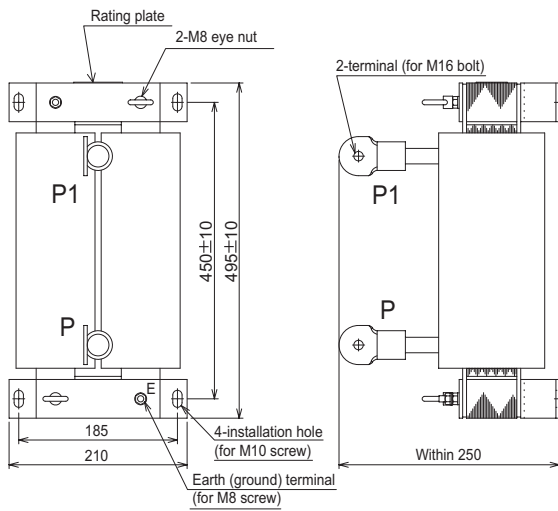 Rating plate
2-M8 eye nut
2-terminal (for M16 bolt)
P1
P1
450±10
495±10
P
P
E
185
210
4-installation hole
(for M10 screw)
Within 250
Earth (ground) terminal
(for M8 screw)